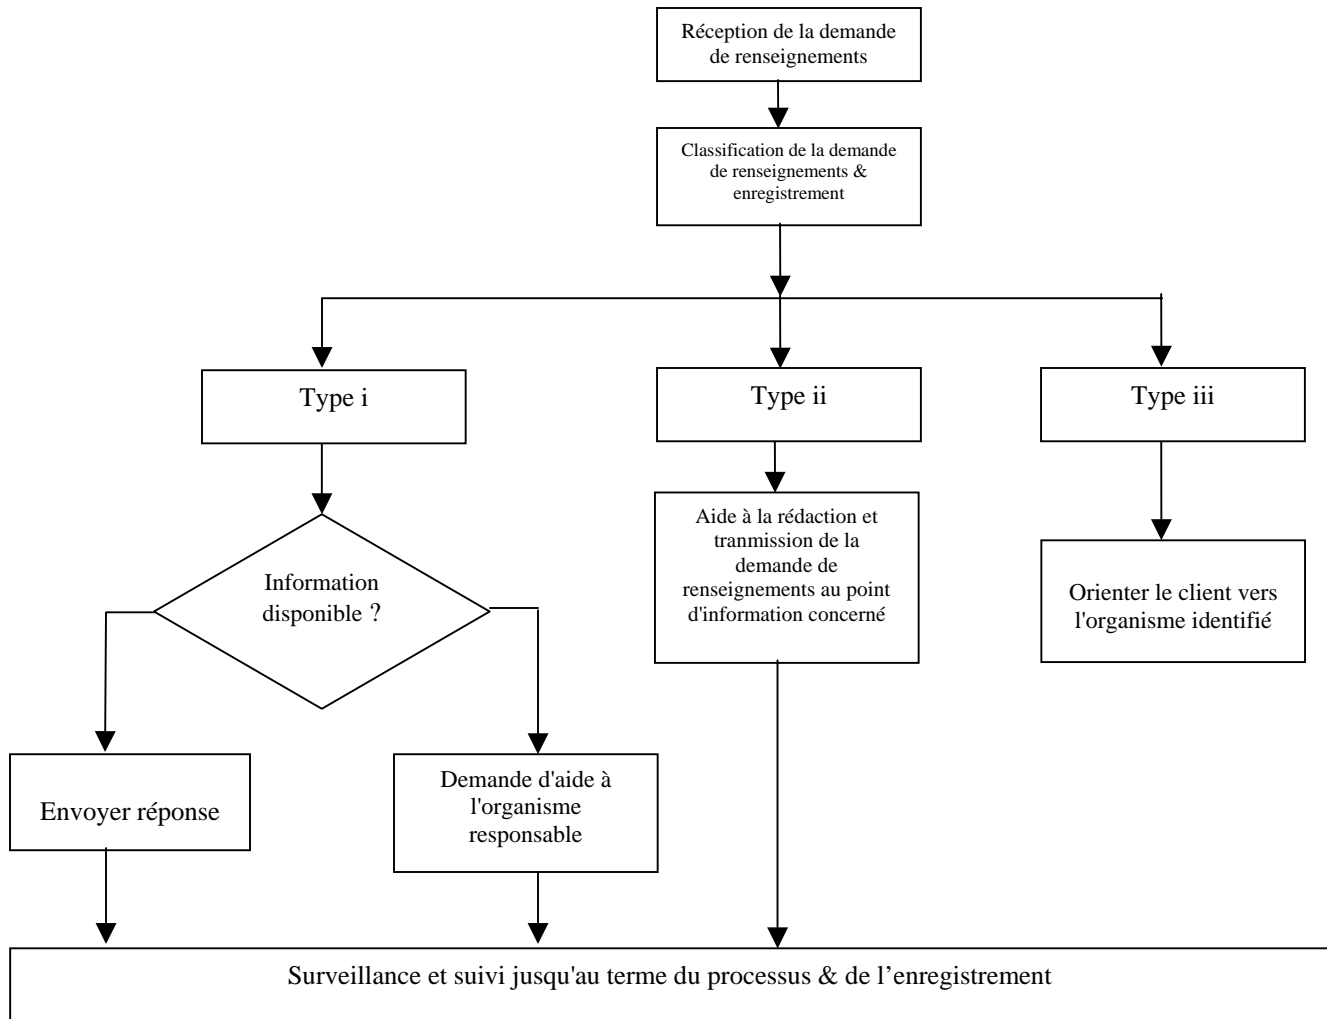 Réception de la demande
de renseignements
Classification de la demande
de renseignements &
enregistrement
Type i
Type ii
Type iii
Aide à la rédaction et
tranmission de la
demande de
renseignements au point
d'information concerné
Information
disponible ?
Orienter le client vers
l'organisme identifié
Envoyer réponse
Demande d'aide à
l'organisme
responsable
Surveillance et suivi jusqu'au terme du processus & de l’enregistrement